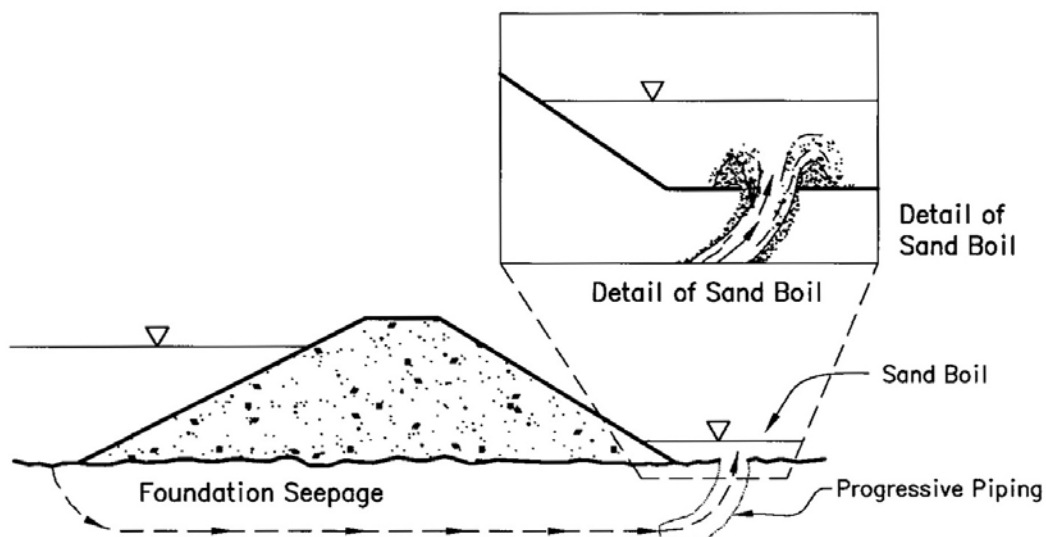 Detail of
Sand Boil
Detail of Sand Boil
Sand Boil
Foundation Seepage
Progressive Piping